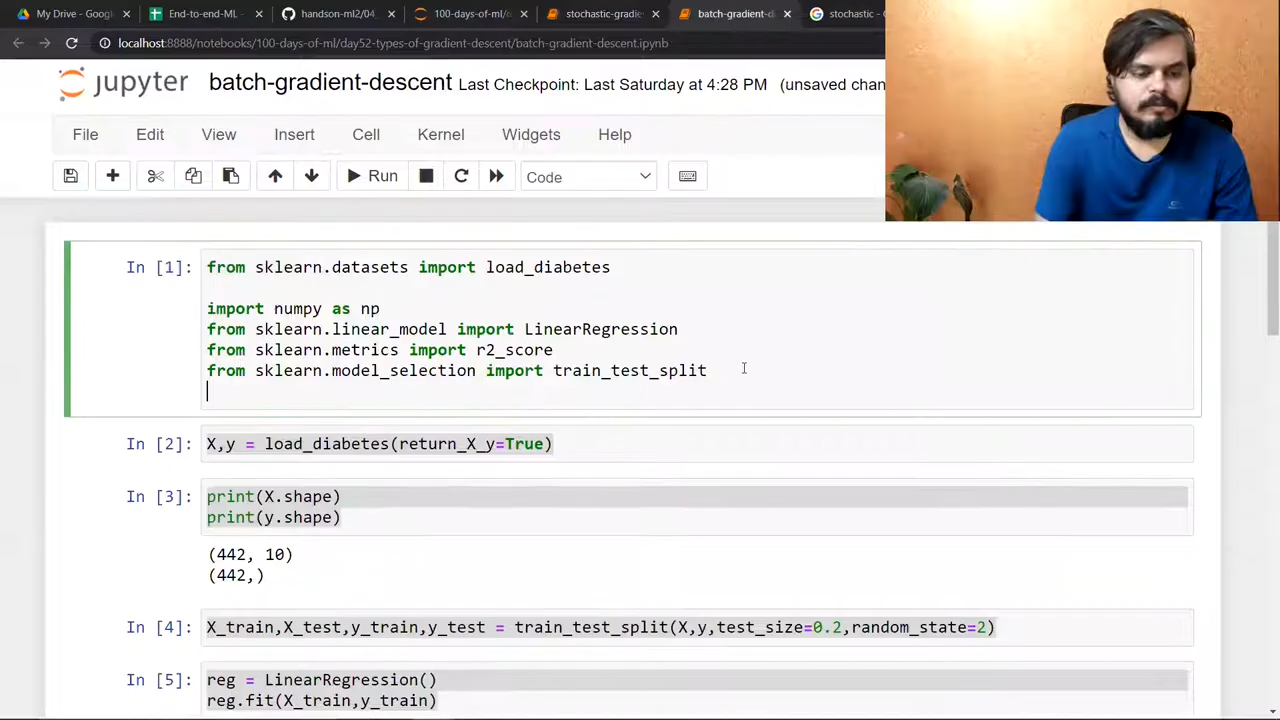 My Drive - Google
End-to-end-ML -
handson-ml2/04_
100-days-of-ml/
stochastic-gradie
batch-gradient-d
stochastic - G
localhost:8888/notebooks/100-days-of-ml/day52-types-of-gradient-descent/batch-gradient-descent.ipynb
jupyter batch-gradient-descent Last Checkpoint: Last Saturday at 4:28 PM (unsaved chan
File Edit View Insert Cell Kernel Widgets Help
Run Code
In [1]: from sklearn.datasets import load_diabetes
import numpy as np
from sklearn.linear_model import LinearRegression
from sklearn.metrics import r2_score
from sklearn.model_selection import train_test_split
In [2]: X,y = load_diabetes(return_X_y=True)
In [3]: print(X.shape)
print(y.shape)
(442, 10)
(442,)
In [4]: X_train,X_test,y_train,y_test = train_test_split(X,y,test_size=0.2,random_state=2)
In [5]: reg = LinearRegression()
reg.fit(X_train,y_train)